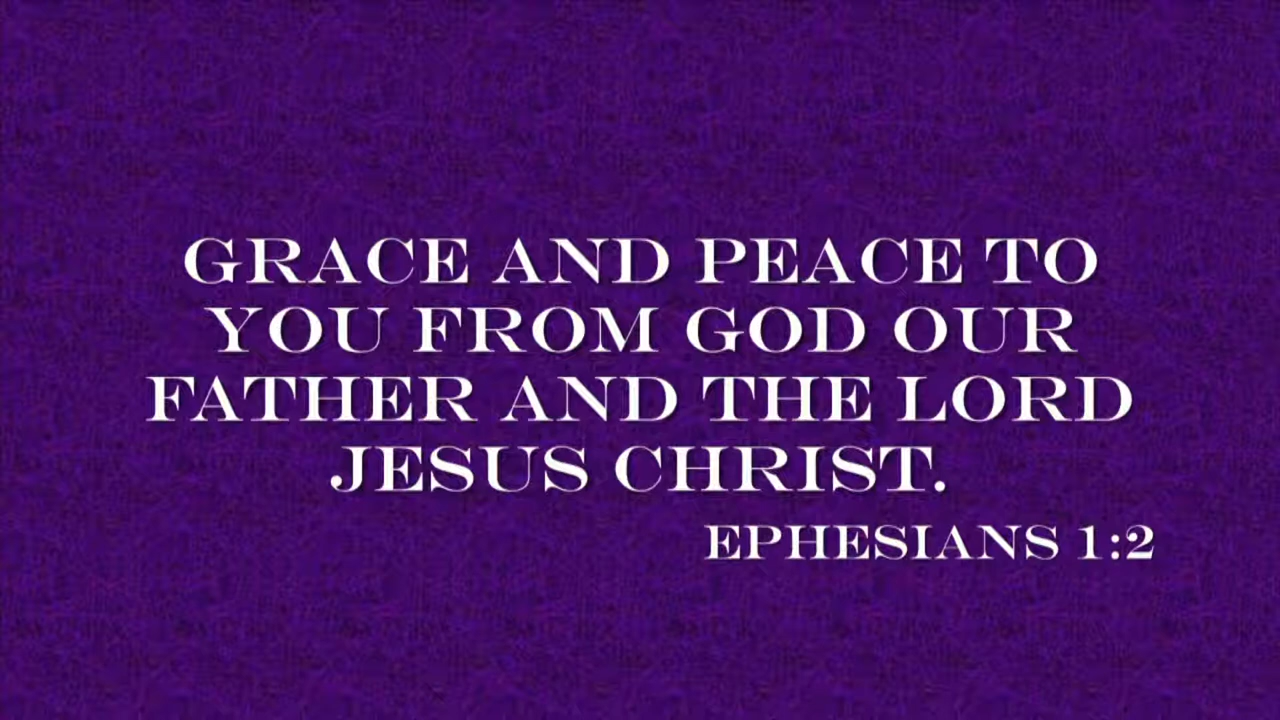 GRACE AND PEACE TO
YOU FROM GOD OUR
FATHER AND THE LORD
JESUS CHRIST.
EPHESIANS 1:2